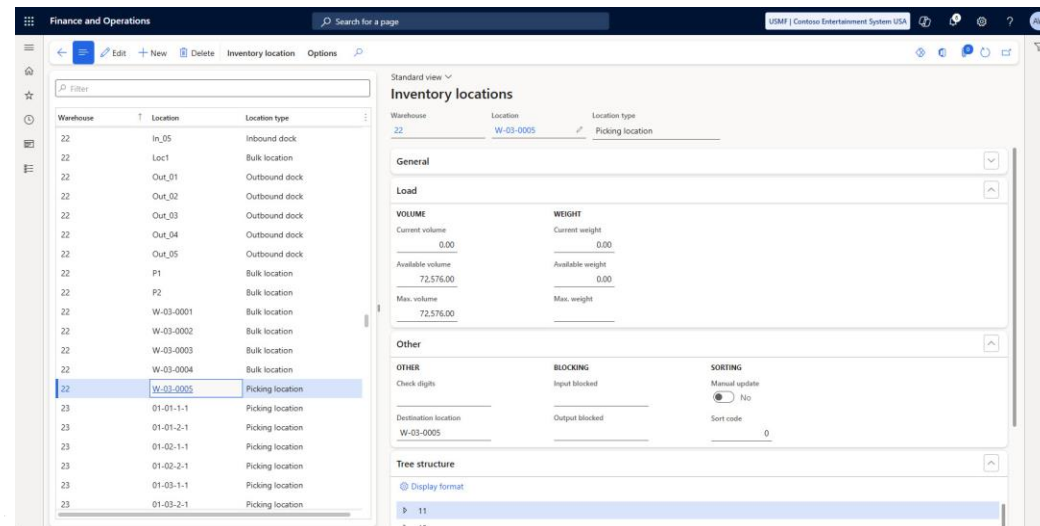 Finance and Operations
Search for a page
USMF | Contoso Entertainment System USA
Edit New Delete Inventory location Options
Filter
Warehouse Location Location type
22 In_05 Inbound dock
22 Loc1 Bulk location
22 Out_01 Outbound dock
22 Out_02 Outbound dock
22 Out_03 Outbound dock
22 Out_04 Outbound dock
22 Out_05 Outbound dock
22 P1 Bulk location
22 P2 Bulk location
22 W-03-0001 Bulk location
22 W-03-0002 Bulk location
22 W-03-0003 Bulk location
22 W-03-0004 Bulk location
22 W-03-0005 Picking location
23 01-01-1-1 Picking location
23 01-01-2-1 Picking location
23 01-02-1-1 Picking location
23 01-02-2-1 Picking location
23 01-03-1-1 Picking location
23 01-03-2-1 Picking location
Standard view
Inventory locations
Warehouse Location Location type
22 W-03-0005 Picking location
General
Load
VOLUME WEIGHT
Current volume Current weight
0.00 0.00
Available volume Available weight
72,576.00 0.00
Max. volume Max. weight
72,576.00
Other
OTHER BLOCKING SORTING
Check digits Input blocked Manual update
No
Destination location Output blocked Sort code
W-03-0005 0
Tree structure
Display format
11